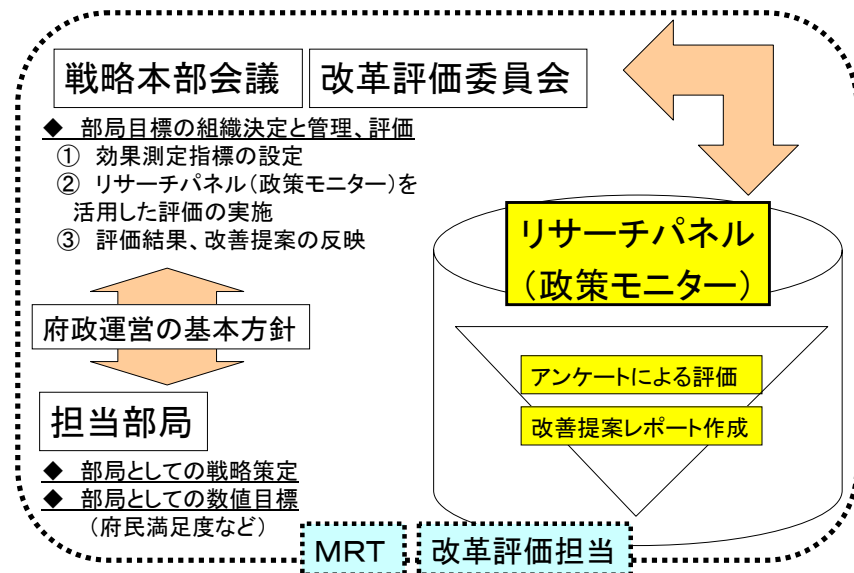 戦略本部会議
改革評価委員会
◆ 部局目標の組織決定と管理、評価
① 効果測定指標の設定
② リサーチパネル(政策モニター)を
活用した評価の実施
③ 評価結果、改善提案の反映
府政運営の基本方針
担当部局
◆ 部局としての戦略策定
◆ 部局としての数値目標
(府民満足度など)
リサーチパネル
(政策モニター)
アンケートによる評価
改善提案レポート作成
ＭＲＴ
改革評価担当